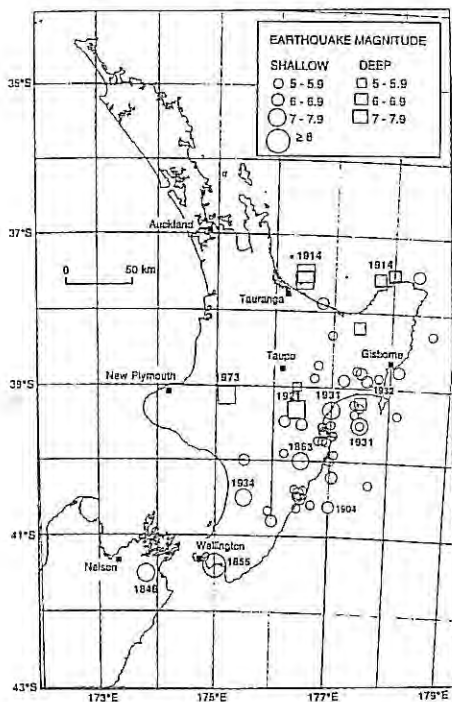 EARTHQUAKE MAGNITUDE
SHALLOW DEEP
5 - 5.9 5 - 5.9
6 - 6.9 6 - 6.9
7 - 7.9 7 - 7.9
≥ 8
35°S
Auckland
37°S
0 50 km
1914 1914
Tauranga
Taupo Gisborne
New Plymouth
1973
39°S
1921 1931 1932
1931
1863
1934
1904
41°S
Wellington
Nelson
1855
1848
43°S
173°E 175°E 177°E 179°E